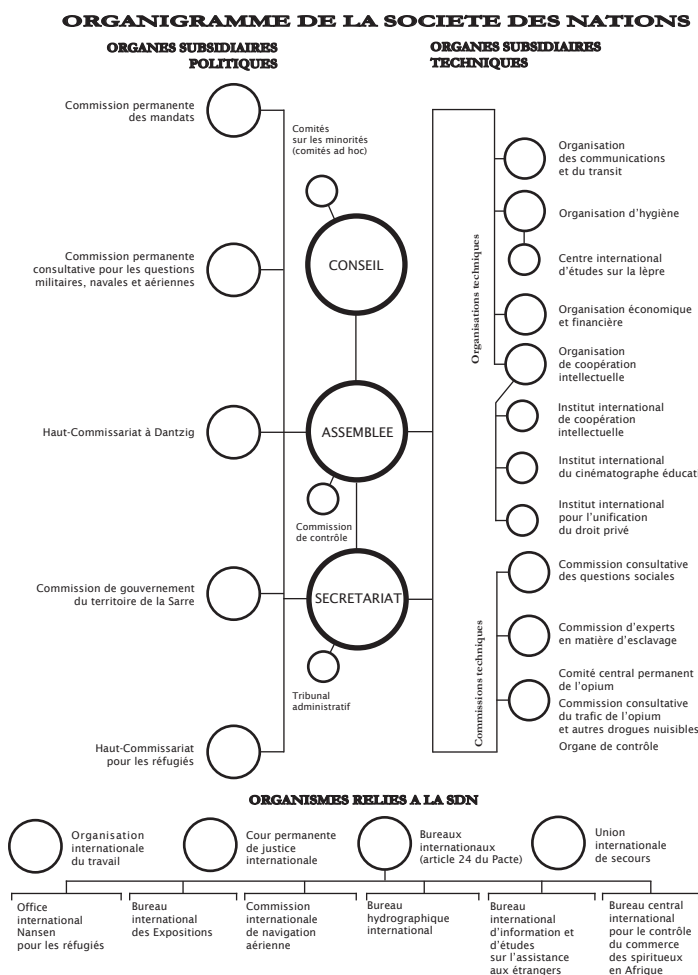 ORGANIGRAMME DE LA SOCIETE DES NATIONS
ORGANES SUBSIDIAIRES
POLITIQUES
ORGANES SUBSIDIAIRES
TECHNIQUES
Commission permanente
des mandats
Commission permanente
consultative pour les questions
militaires, navales et aériennes
Haut-Commissariat à Dantzig
Commission de gouvernement
du territoire de la Sarre
Haut-Commissariat
pour les réfugiés
Comités
sur les minorités
(comités ad hoc)
CONSEIL
ASSEMBLEE
Commission
de contrôle
SECRETARIAT
Tribunal
administratif
Organisations techniques
Organisation
des communications
et du transit
Organisation d'hygiène
Centre international
d'études sur la lèpre
Organisation économique
et financière
Organisation
de coopération
intellectuelle
Institut international
de coopération
intellectuelle
Institut international
du cinématographe éducati
Institut international
pour l'unification
du droit privé
Commissions techniques
Commission consultative
des questions sociales
Commission d'experts
en matière d'esclavage
Comité central permanent
de l'opium
Commission consultative
du trafic de l'opium
et autres drogues nuisibles
Organe de contrôle
ORGANISMES RELIES A LA SDN
Organisation
internationale
du travail
Cour permanente
de justice
internationale
Bureaux
internationaux
(article 24 du Pacte)
Union
internationale
de secours
Office
international
Nansen
pour les réfugiés
Bureau
international
des Expositions
Commission
internationale
de navigation
aérienne
Bureau
hydrographique
international
Bureau
international
d'information et
d'études
sur l'assistance
aux étrangers
Bureau central
international
pour le contrôle
du commerce
des spiritueux
en Afrique